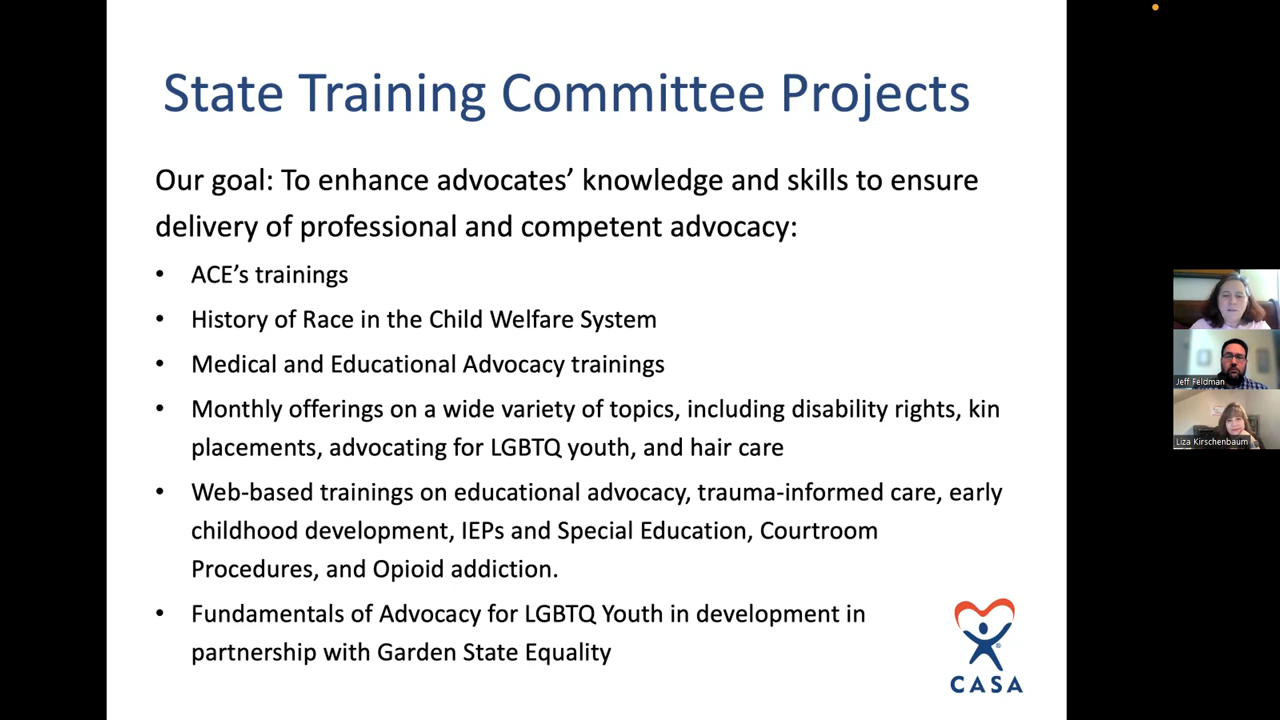 State Training Committee Projects
Our goal: To enhance advocates’ knowledge and skills to ensure
delivery of professional and competent advocacy:
• ACE’s trainings
• History of Race in the Child Welfare System
• Medical and Educational Advocacy trainings
• Monthly offerings on a wide variety of topics, including disability rights, kin
placements, advocating for LGBTQ youth, and hair care
• Web-based trainings on educational advocacy, trauma-informed care, early
childhood development, IEPs and Special Education, Courtroom
Procedures, and Opioid addiction.
• Fundamentals of Advocacy for LGBTQ Youth in development in
partnership with Garden State Equality
®
CASA
Jeff Feldman
Liza Kirschenbaum